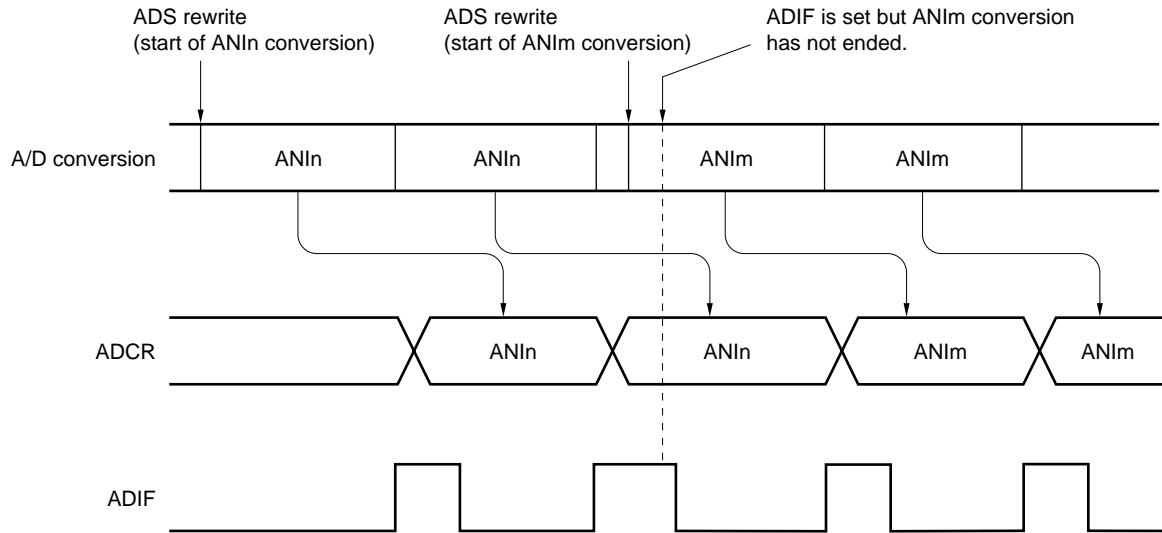 ADS rewrite
(start of ANIn conversion)
ADS rewrite
(start of ANIm conversion)
ADIF is set but ANIm conversion
has not ended.
A/D conversion
ANIn
ANIn
ANIm
ANIm
ADCR
ANIn
ANIn
ANIm
ANIm
ADIF